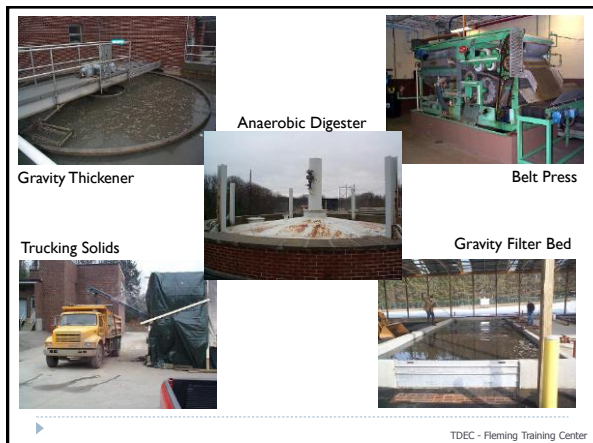 Anaerobic Digester
Gravity Thickener
Belt Press
Trucking Solids
Gravity Filter Bed
TDEC - Fleming Training Center